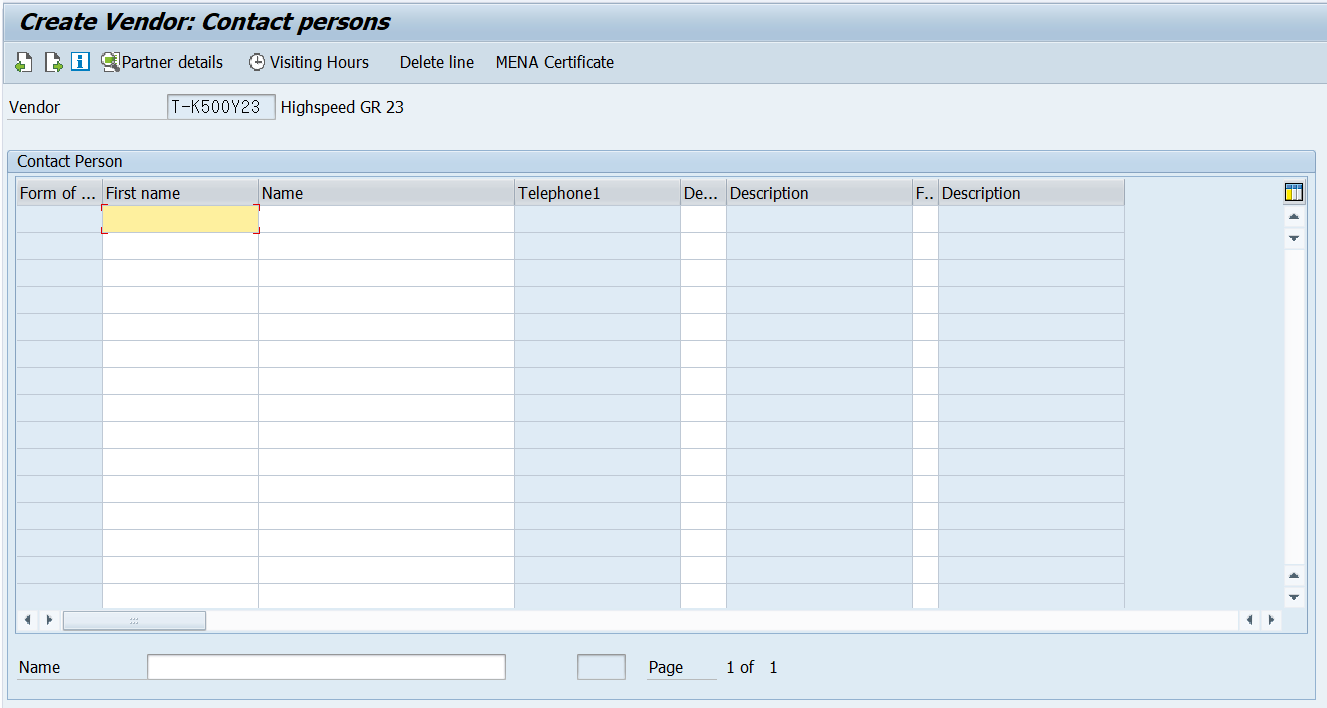 Create Vendor: Contact persons
Partner details Visiting Hours Delete line MENA Certificate
Vendor T-K500Y23 Highspeed GR 23
Contact Person
Form of ... First name Name Telephone1 De... Description F.. Description
Name Page 1 of 1